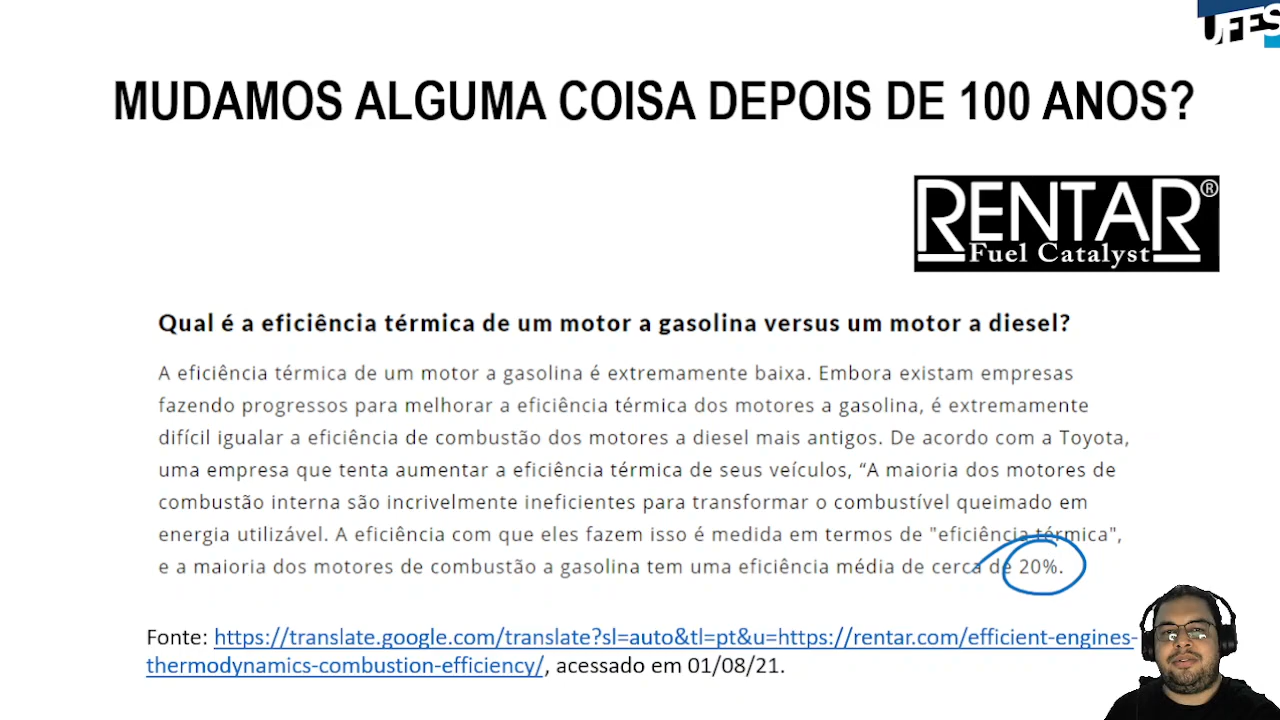 UFES
MUDAMOS ALGUMA COISA DEPOIS DE 100 ANOS?
RENTAR®
Fuel Catalyst
Qual é a eficiência térmica de um motor a gasolina versus um motor a diesel?
A eficiência térmica de um motor a gasolina é extremamente baixa. Embora existam empresas
fazendo progressos para melhorar a eficiência térmica dos motores a gasolina, é extremamente
difícil igualar a eficiência de combustão dos motores a diesel mais antigos. De acordo com a Toyota,
uma empresa que tenta aumentar a eficiência térmica de seus veículos, “A maioria dos motores de
combustão interna são incrivelmente ineficientes para transformar o combustível queimado em
energia utilizável. A eficiência com que eles fazem isso é medida em termos de "eficiência térmica",
e a maioria dos motores de combustão a gasolina tem uma eficiência média de cerca de 20%.
Fonte: https://translate.google.com/translate?sl=auto&tl=pt&u=https://rentar.com/efficient-engines-
thermodynamics-combustion-efficiency/, acessado em 01/08/21.